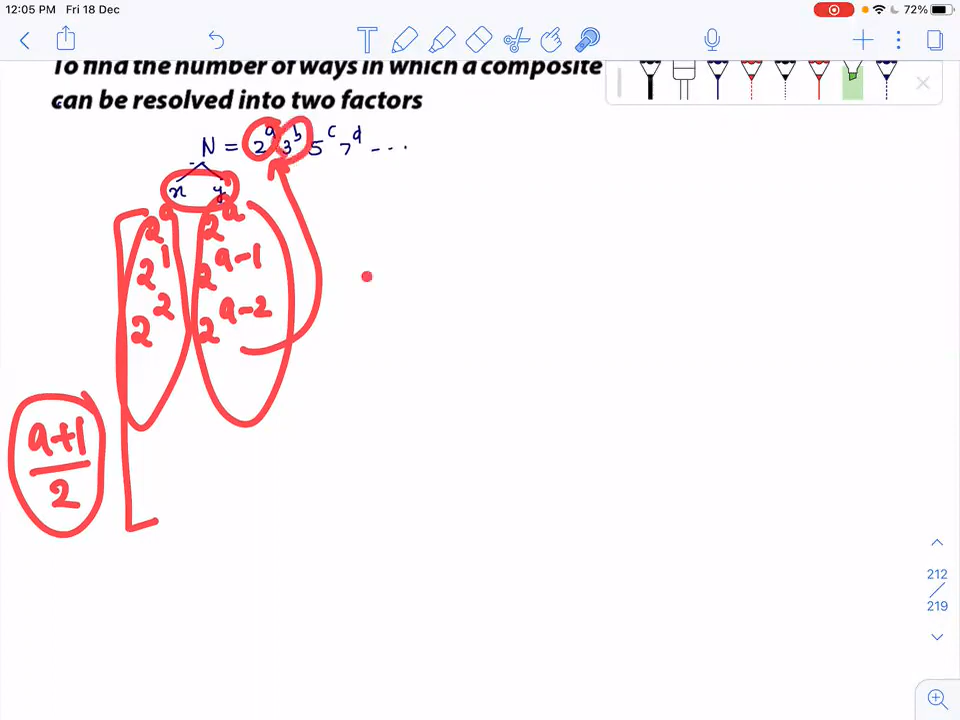 12:05 PM Fri 18 Dec
72%
To find the number of ways in which a composite
can be resolved into two factors
N = 2^a 3^b 5^c 7^d ---...
x y
2^0 2^a
2^1 2^a-1
2^2 2^a-2
a+1
2
212
/
219